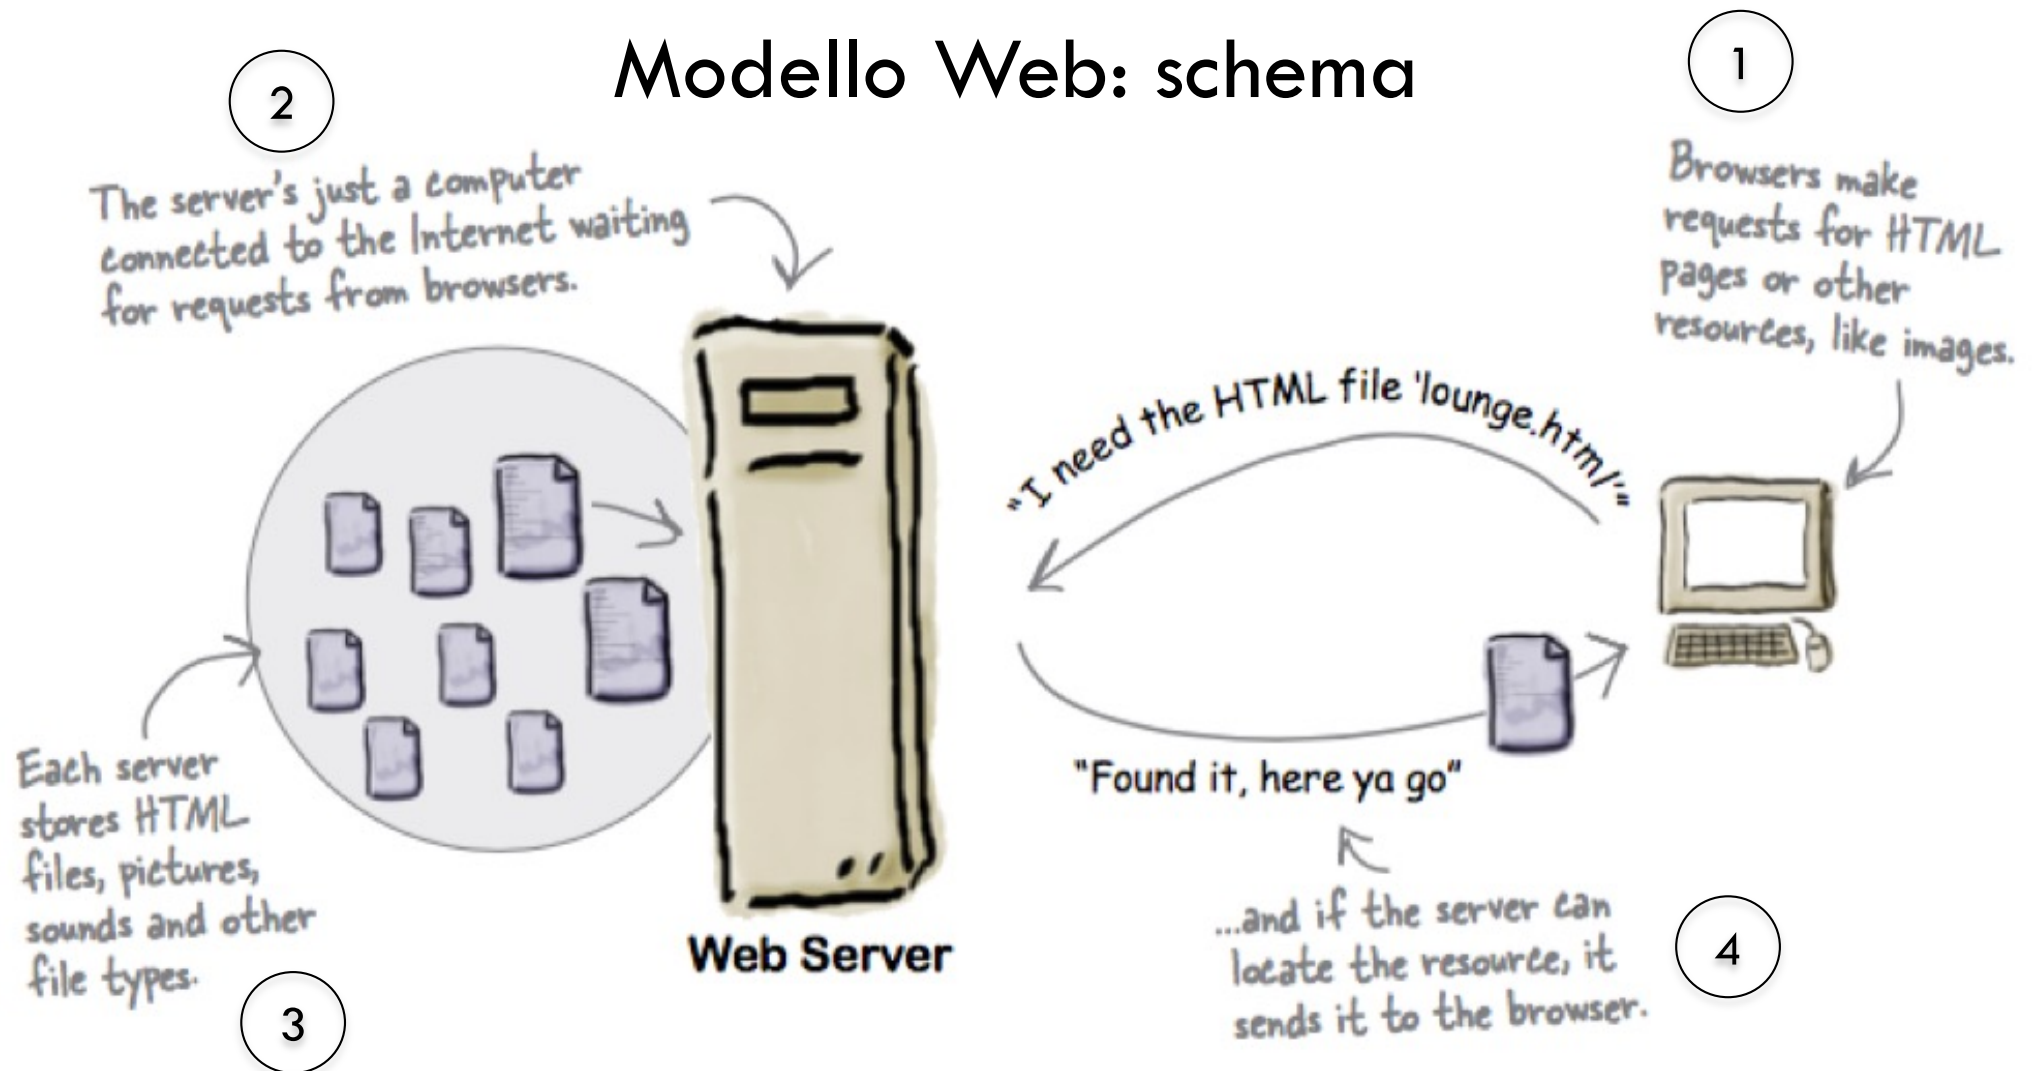 Modello Web: schema
1
Browsers make
requests for HTML
pages or other
resources, like images.
2
The server's just a computer
connected to the Internet waiting
for requests from browsers.
"I need the HTML file 'lounge.html'"
"Found it, here ya go"
Each server
stores HTML
files, pictures,
sounds and other
file types.
3
Web Server
...and if the server can
locate the resource, it
sends it to the browser.
4